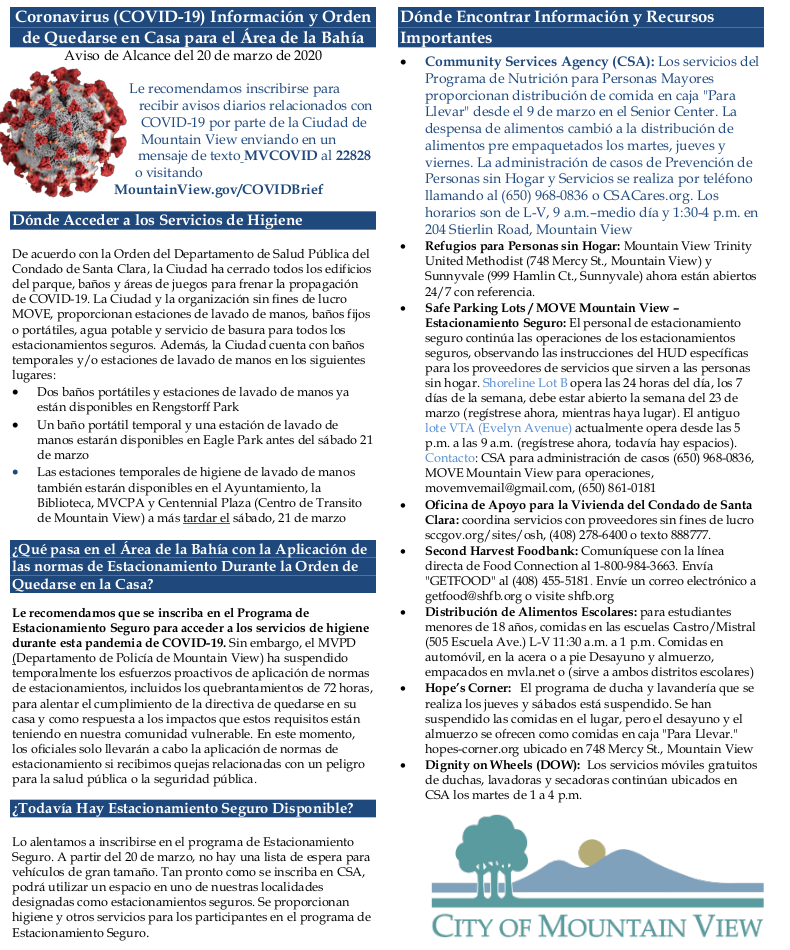 Coronavirus (COVID-19) Información y Orden
de Quedarse en Casa para el Área de la Bahía
Aviso de Alcance del 20 de marzo de 2020
Le recomendamos inscribirse para
recibir avisos diarios relacionados con
COVID-19 por parte de la Ciudad de
Mountain View enviando en un
mensaje de texto MVCOVID al 22828
o visitando
MountainView.gov/COVIDBrief
Dónde Acceder a los Servicios de Higiene
De acuerdo con la Orden del Departamento de Salud Pública del
Condado de Santa Clara, la Ciudad ha cerrado todos los edificios
del parque, baños y áreas de juegos para frenar la propagación
de COVID-19. La Ciudad y la organización sin fines de lucro
MOVE, proporcionan estaciones de lavado de manos, baños fijos
o portátiles, agua potable y servicio de basura para todos los
estacionamientos seguros. Además, la Ciudad cuenta con baños
temporales y/o estaciones de lavado de manos en los siguientes
lugares:
• Dos baños portátiles y estaciones de lavado de manos ya
están disponibles en Rengstorff Park
• Un baño portátil temporal y una estación de lavado de
manos estarán disponibles en Eagle Park antes del sábado 21
de marzo
• Las estaciones temporales de higiene de lavado de manos
también estarán disponibles en el Ayuntamiento, la
Biblioteca, MVCPA y Centennial Plaza (Centro de Transito
de Mountain View) a más tardar el sábado, 21 de marzo
¿Qué pasa en el Área de la Bahía con la Aplicación de
las normas de Estacionamiento Durante la Orden de
Quedarse en la Casa?
Le recomendamos que se inscriba en el Programa de
Estacionamiento Seguro para acceder a los servicios de higiene
durante esta pandemia de COVID-19. Sin embargo, el MVPD
(Departamento de Policía de Mountain View) ha suspendido
temporalmente los esfuerzos proactivos de aplicación de normas
de estacionamientos, incluidos los quebrantamientos de 72 horas,
para alentar el cumplimiento de la directiva de quedarse en su
casa y como respuesta a los impactos que estos requisitos están
teniendo en nuestra comunidad vulnerable. En este momento,
los oficiales solo llevarán a cabo la aplicación de normas de
estacionamiento si recibimos quejas relacionadas con un peligro
para la salud pública o la seguridad pública.
¿Todavía Hay Estacionamiento Seguro Disponible?
Lo alentamos a inscribirse en el programa de Estacionamiento
Seguro. A partir del 20 de marzo, no hay una lista de espera para
vehículos de gran tamaño. Tan pronto como se inscriba en CSA,
podrá utilizar un espacio en uno de nuestras localidades
designadas como estacionamientos seguros. Se proporcionan
higiene y otros servicios para los participantes en el programa de
Estacionamiento Seguro.
Dónde Encontrar Información y Recursos
Importantes
• Community Services Agency (CSA): Los servicios del
Programa de Nutrición para Personas Mayores
proporcionan distribución de comida en caja "Para
Llevar" desde el 9 de marzo en el Senior Center. La
despensa de alimentos cambió a la distribución de
alimentos pre empaquetados los martes, jueves y
viernes. La administración de casos de Prevención de
Personas sin Hogar y Servicios se realiza por teléfono
llamando al (650) 968-0836 o CSACares.org. Los
horarios son de L-V, 9 a.m.–medio día y 1:30-4 p.m. en
204 Stierlin Road, Mountain View
• Refugios para Personas sin Hogar: Mountain View Trinity
United Methodist (748 Mercy St., Mountain View) y
Sunnyvale (999 Hamlin Ct., Sunnyvale) ahora están abiertos
24/7 con referencia.
• Safe Parking Lots / MOVE Mountain View –
Estacionamiento Seguro: El personal de estacionamiento
seguro continúa las operaciones de los estacionamientos
seguros, observando las instrucciones del HUD específicas
para los proveedores de servicios que sirven a las personas
sin hogar. Shoreline Lot B opera las 24 horas del día, los 7
días de la semana, debe estar abierto la semana del 23 de
marzo (regístrese ahora, mientras haya lugar). El antiguo
lote VTA (Evelyn Avenue) actualmente opera desde las 5
p.m. a las 9 a.m. (regístrese ahora, todavía hay espacios).
Contacto: CSA para administración de casos (650) 968-0836,
MOVE Mountain View para operaciones,
movemvemail@gmail.com, (650) 861-0181
• Oficina de Apoyo para la Vivienda del Condado de Santa
Clara: coordina servicios con proveedores sin fines de lucro
sccgov.org/sites/osh, (408) 278-6400 o texto 888777.
• Second Harvest Foodbank: Comuníquese con la línea
directa de Food Connection al 1-800-984-3663. Envía
"GETFOOD" al (408) 455-5181. Envíe un correo electrónico a
getfood@shfb.org o visite shfb.org
• Distribución de Alimentos Escolares: para estudiantes
menores de 18 años, comidas en las escuelas Castro/Mistral
(505 Escuela Ave.) L-V 11:30 a.m. a 1 p.m. Comidas en
automóvil, en la acera o a pie Desayuno y almuerzo,
empacados en mvla.net o (sirve a ambos distritos escolares)
• Hope's Corner: El programa de ducha y lavandería que se
realiza los jueves y sábados está suspendido. Se han
suspendido las comidas en el lugar, pero el desayuno y el
almuerzo se ofrecen como comidas en caja "Para Llevar."
hopes-corner.org ubicado en 748 Mercy St., Mountain View
• Dignity on Wheels (DOW): Los servicios móviles gratuitos
de duchas, lavadoras y secadoras continúan ubicados en
CSA los martes de 1 a 4 p.m.
CITY OF MOUNTAIN VIEW